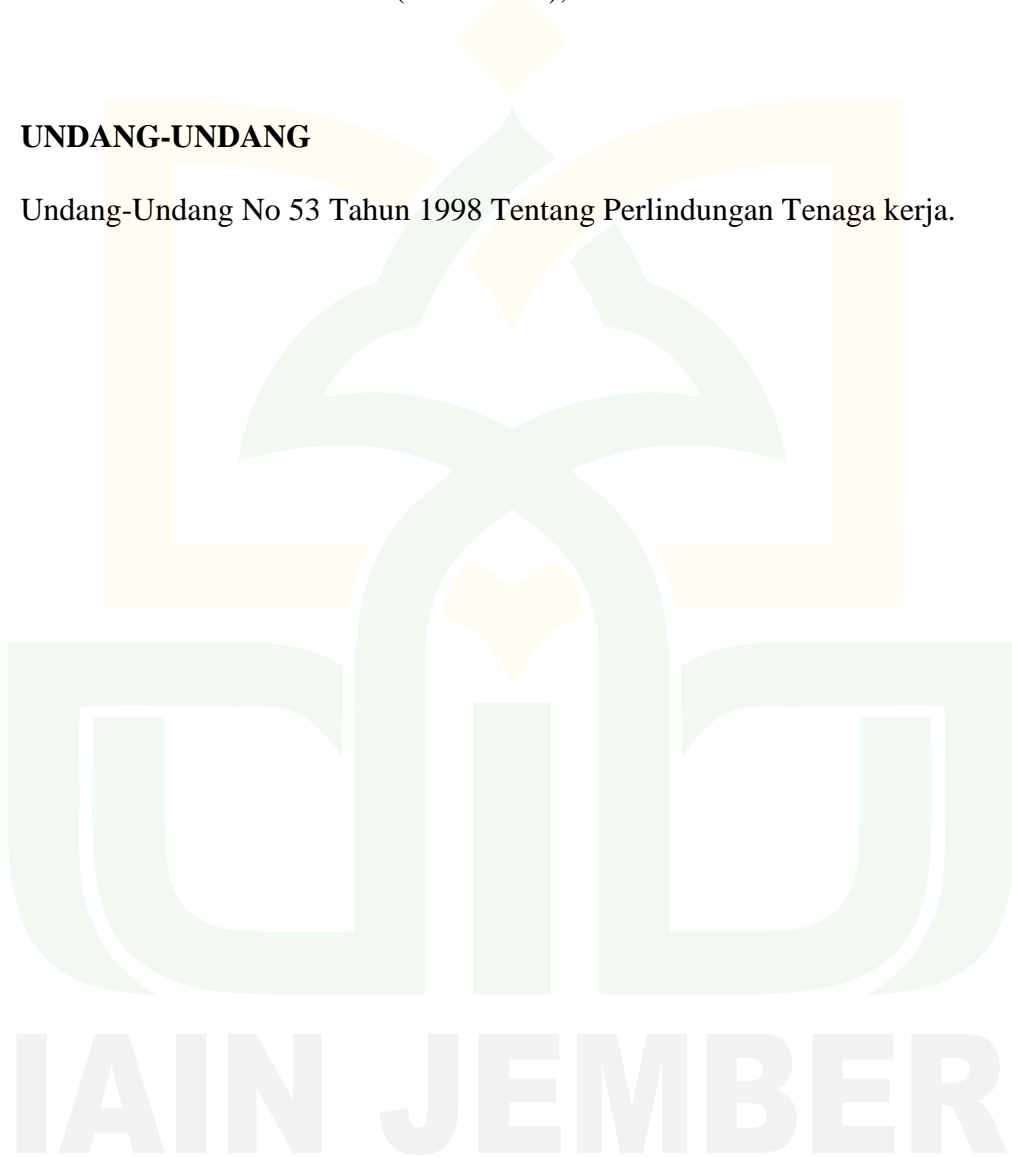 UNDANG-UNDANG
Undang-Undang No 53 Tahun 1998 Tentang Perlindungan Tenaga kerja.
IAIN JEMBER